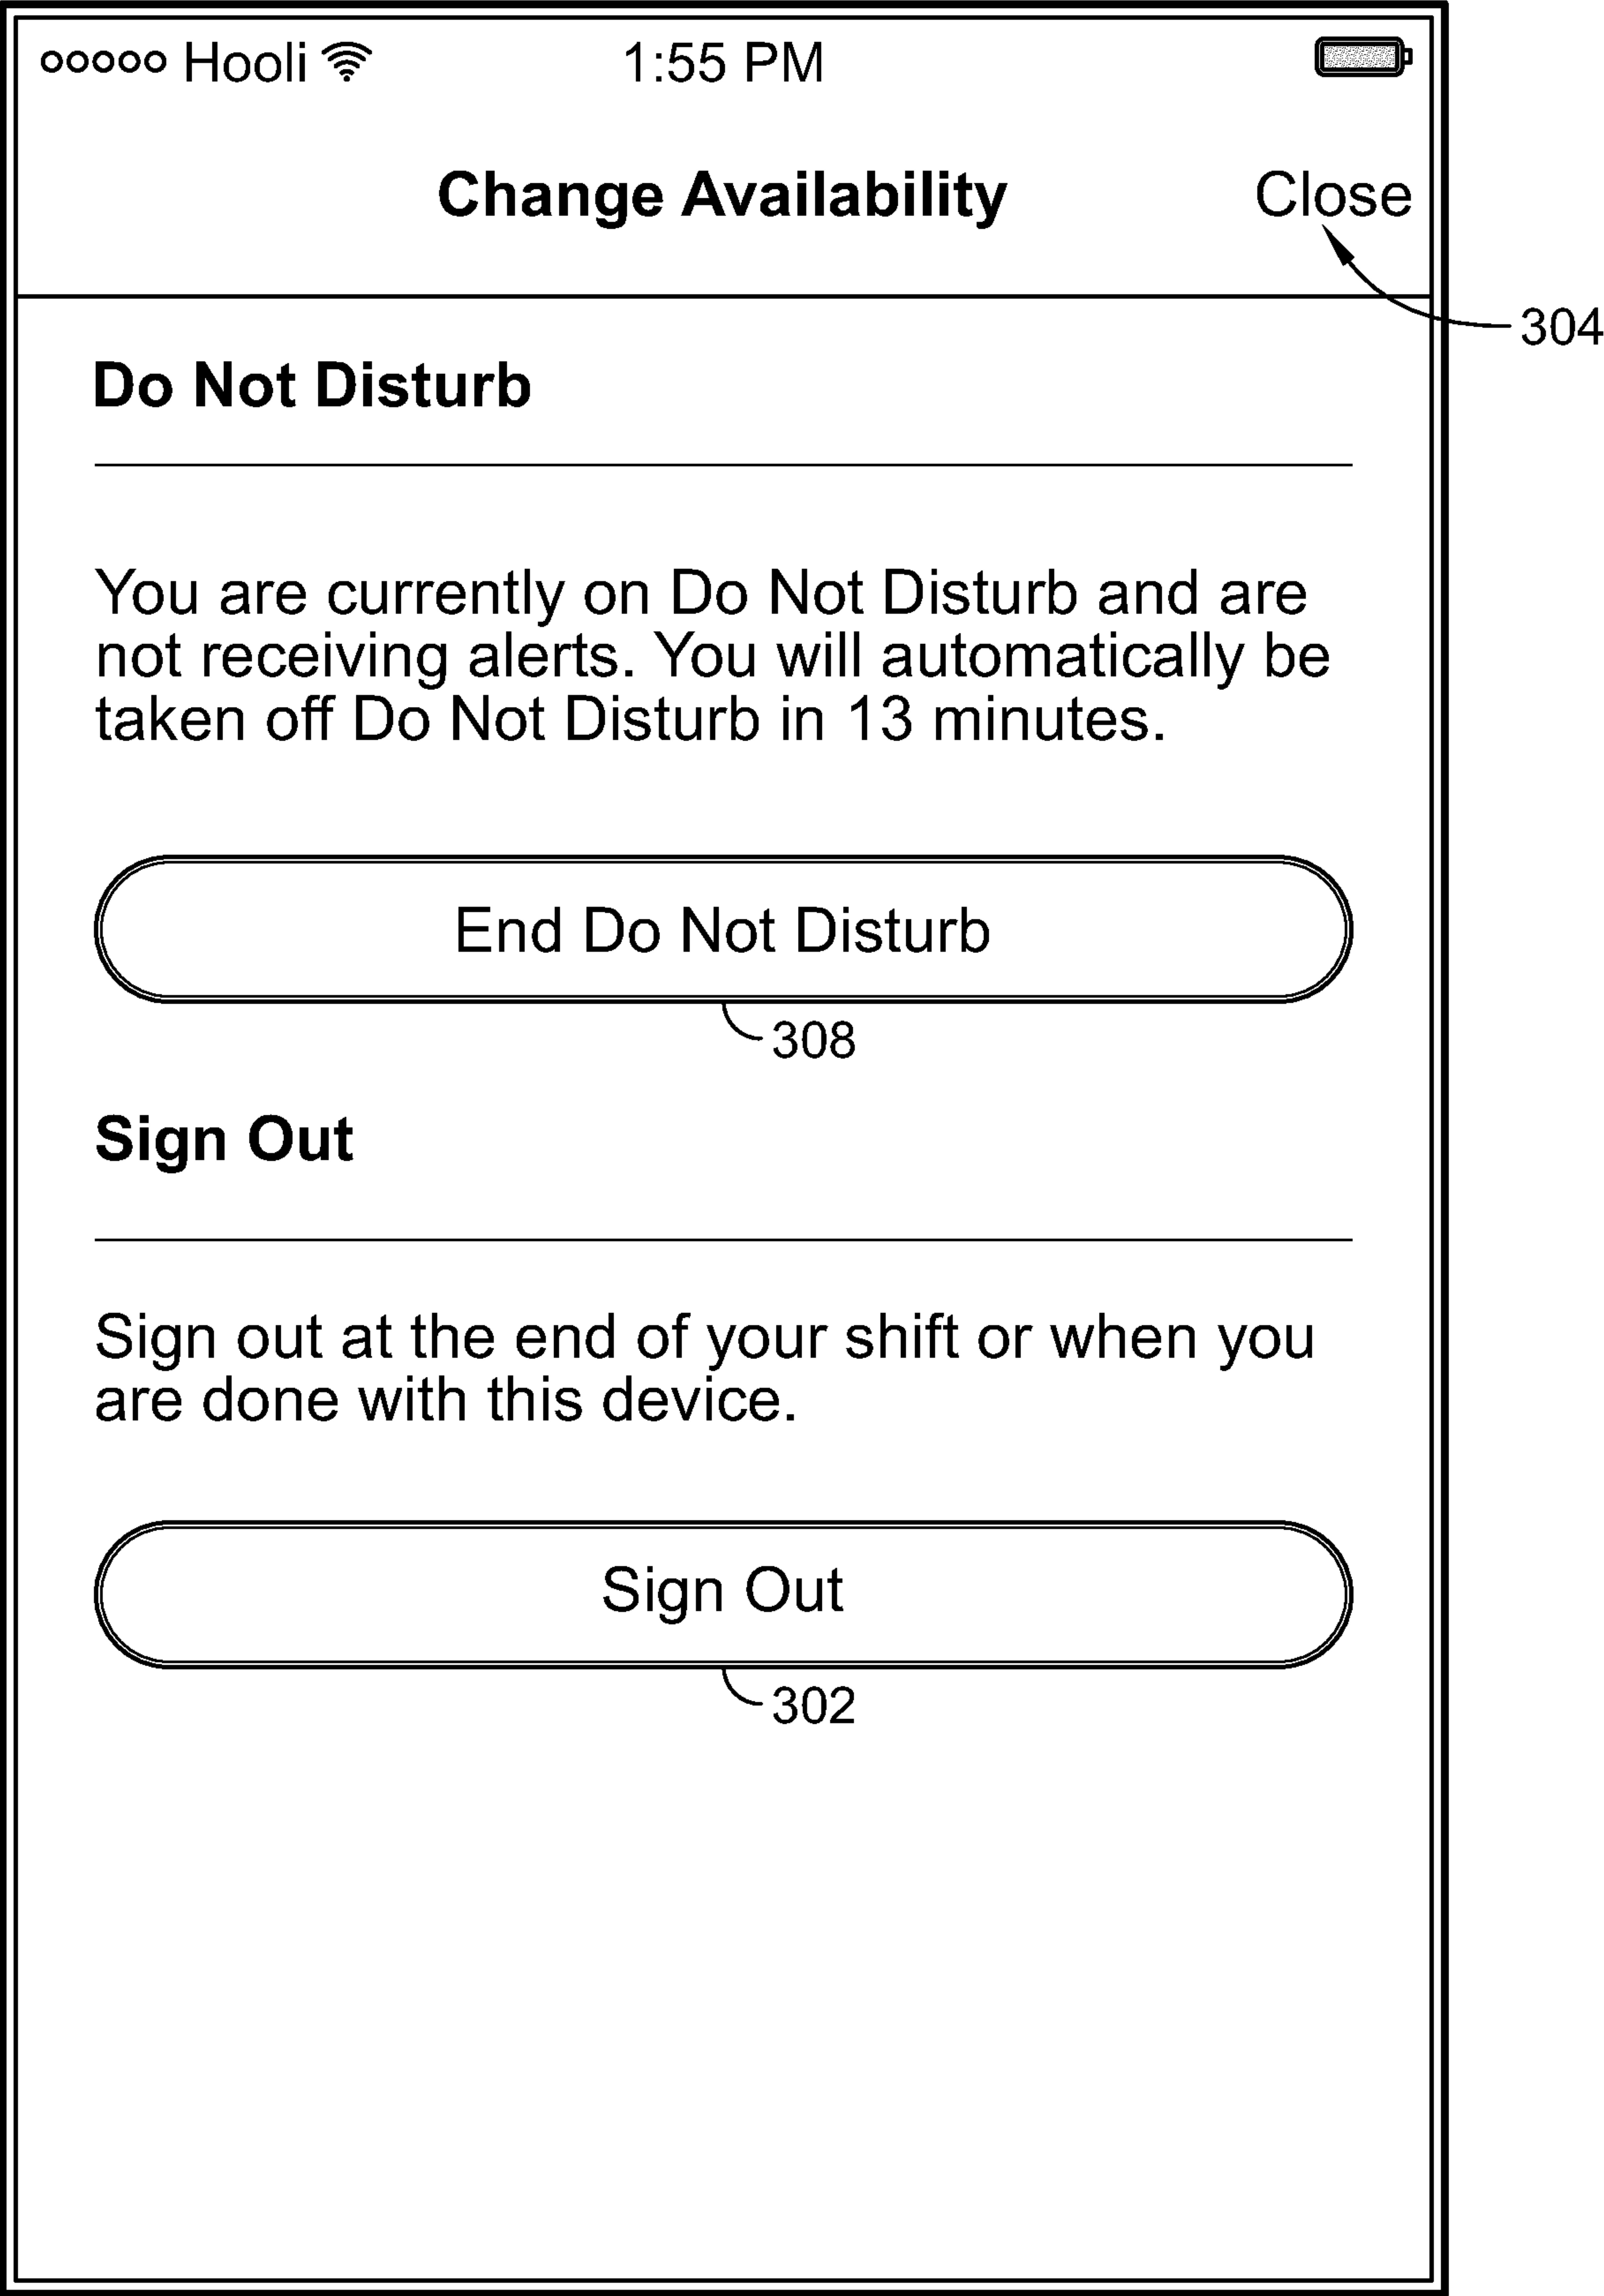 Hooli 1:55 PM
Change Availability Close
304
Do Not Disturb
You are currently on Do Not Disturb and are
not receiving alerts. You will automatically be
taken off Do Not Disturb in 13 minutes.
End Do Not Disturb
308
Sign Out
Sign out at the end of your shift or when you
are done with this device.
Sign Out
302